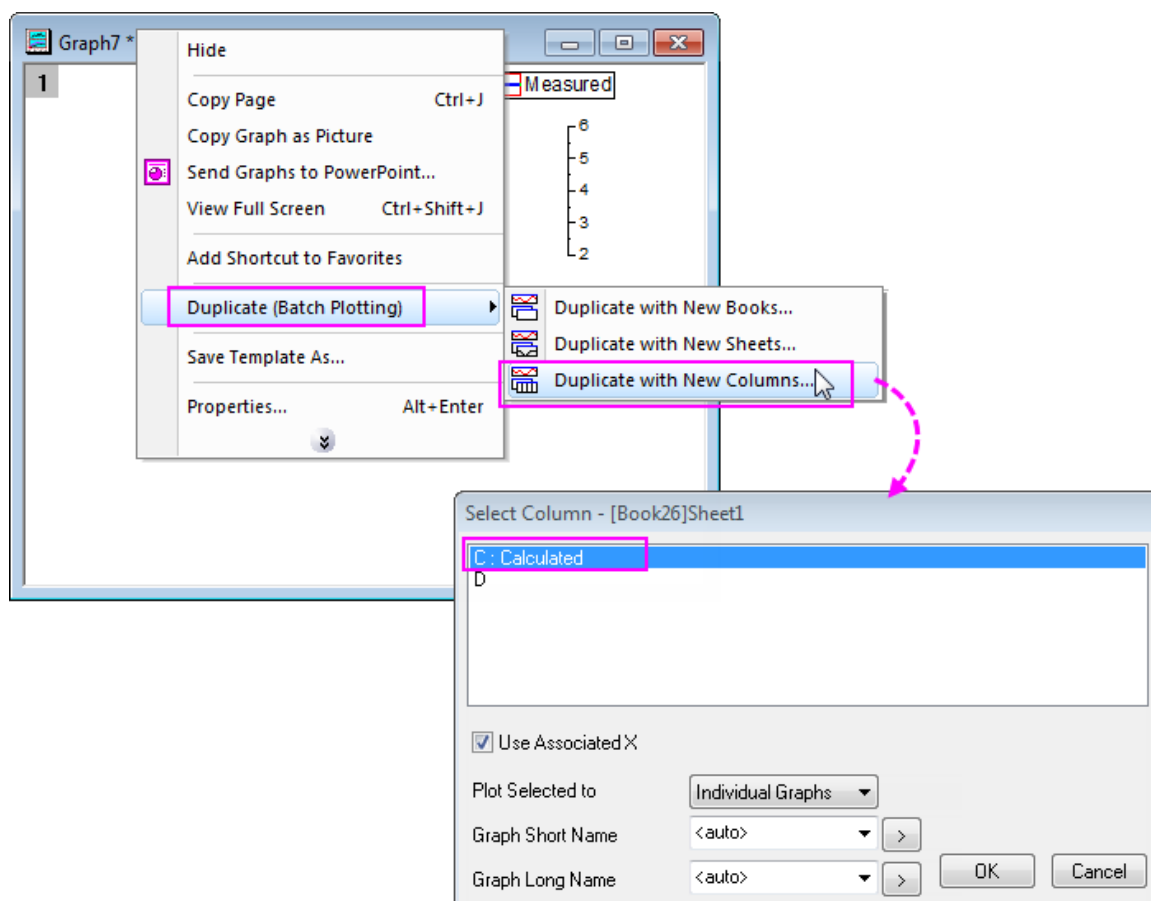 Graph7 *
1
Hide
Copy Page Ctrl+J
Copy Graph as Picture
Send Graphs to PowerPoint...
View Full Screen Ctrl+Shift+J
Add Shortcut to Favorites
Duplicate (Batch Plotting)
Save Template As...
Properties... Alt+Enter
Measured
6
5
4
3
2
Duplicate with New Books...
Duplicate with New Sheets...
Duplicate with New Columns...
Select Column - [Book26]Sheet1
C : Calculated
D
Use Associated X
Plot Selected to Individual Graphs
Graph Short Name <auto> >
Graph Long Name <auto> >
OK Cancel